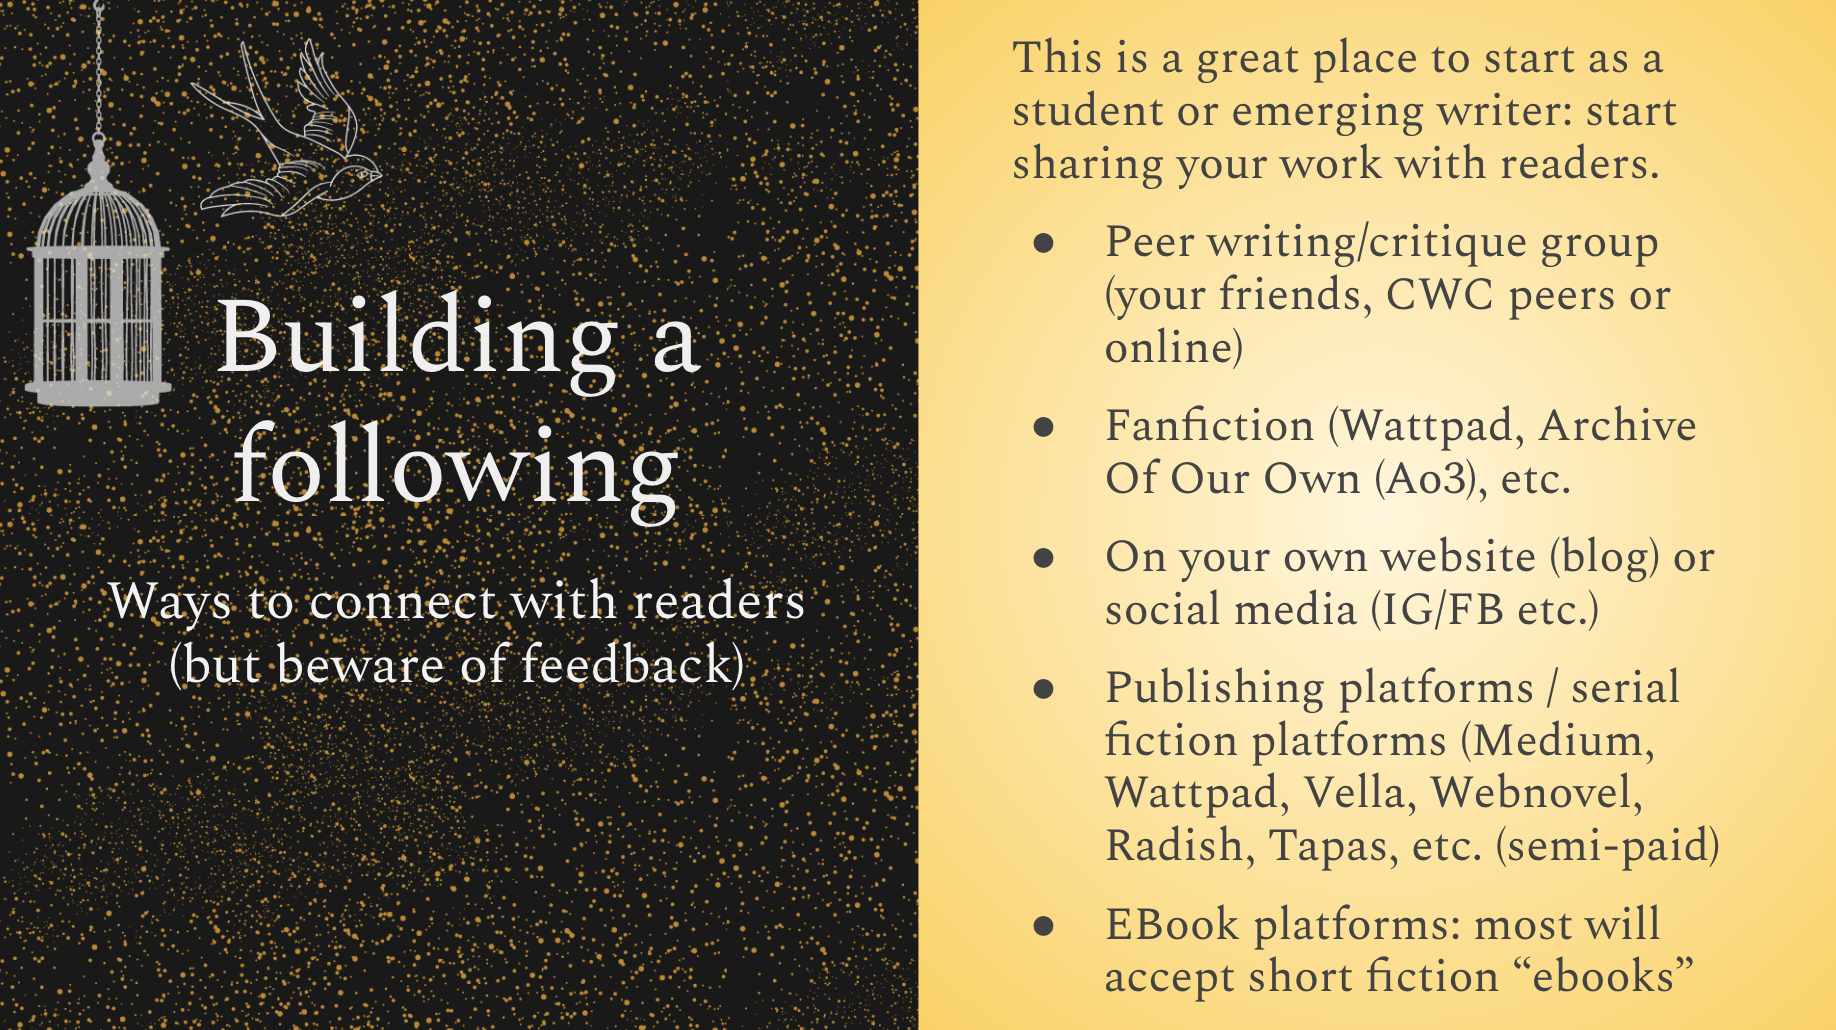 Building a
following
Ways to connect with readers
(but beware of feedback)
This is a great place to start as a
student or emerging writer: start
sharing your work with readers.
● Peer writing/critique group
(your friends, CWC peers or
online)
● Fanfiction (Wattpad, Archive
Of Our Own (Ao3), etc.
● On your own website (blog) or
social media (IG/FB etc.)
● Publishing platforms / serial
fiction platforms (Medium,
Wattpad, Vella, Webnovel,
Radish, Tapas, etc. (semi-paid)
● EBook platforms: most will
accept short fiction “ebooks”